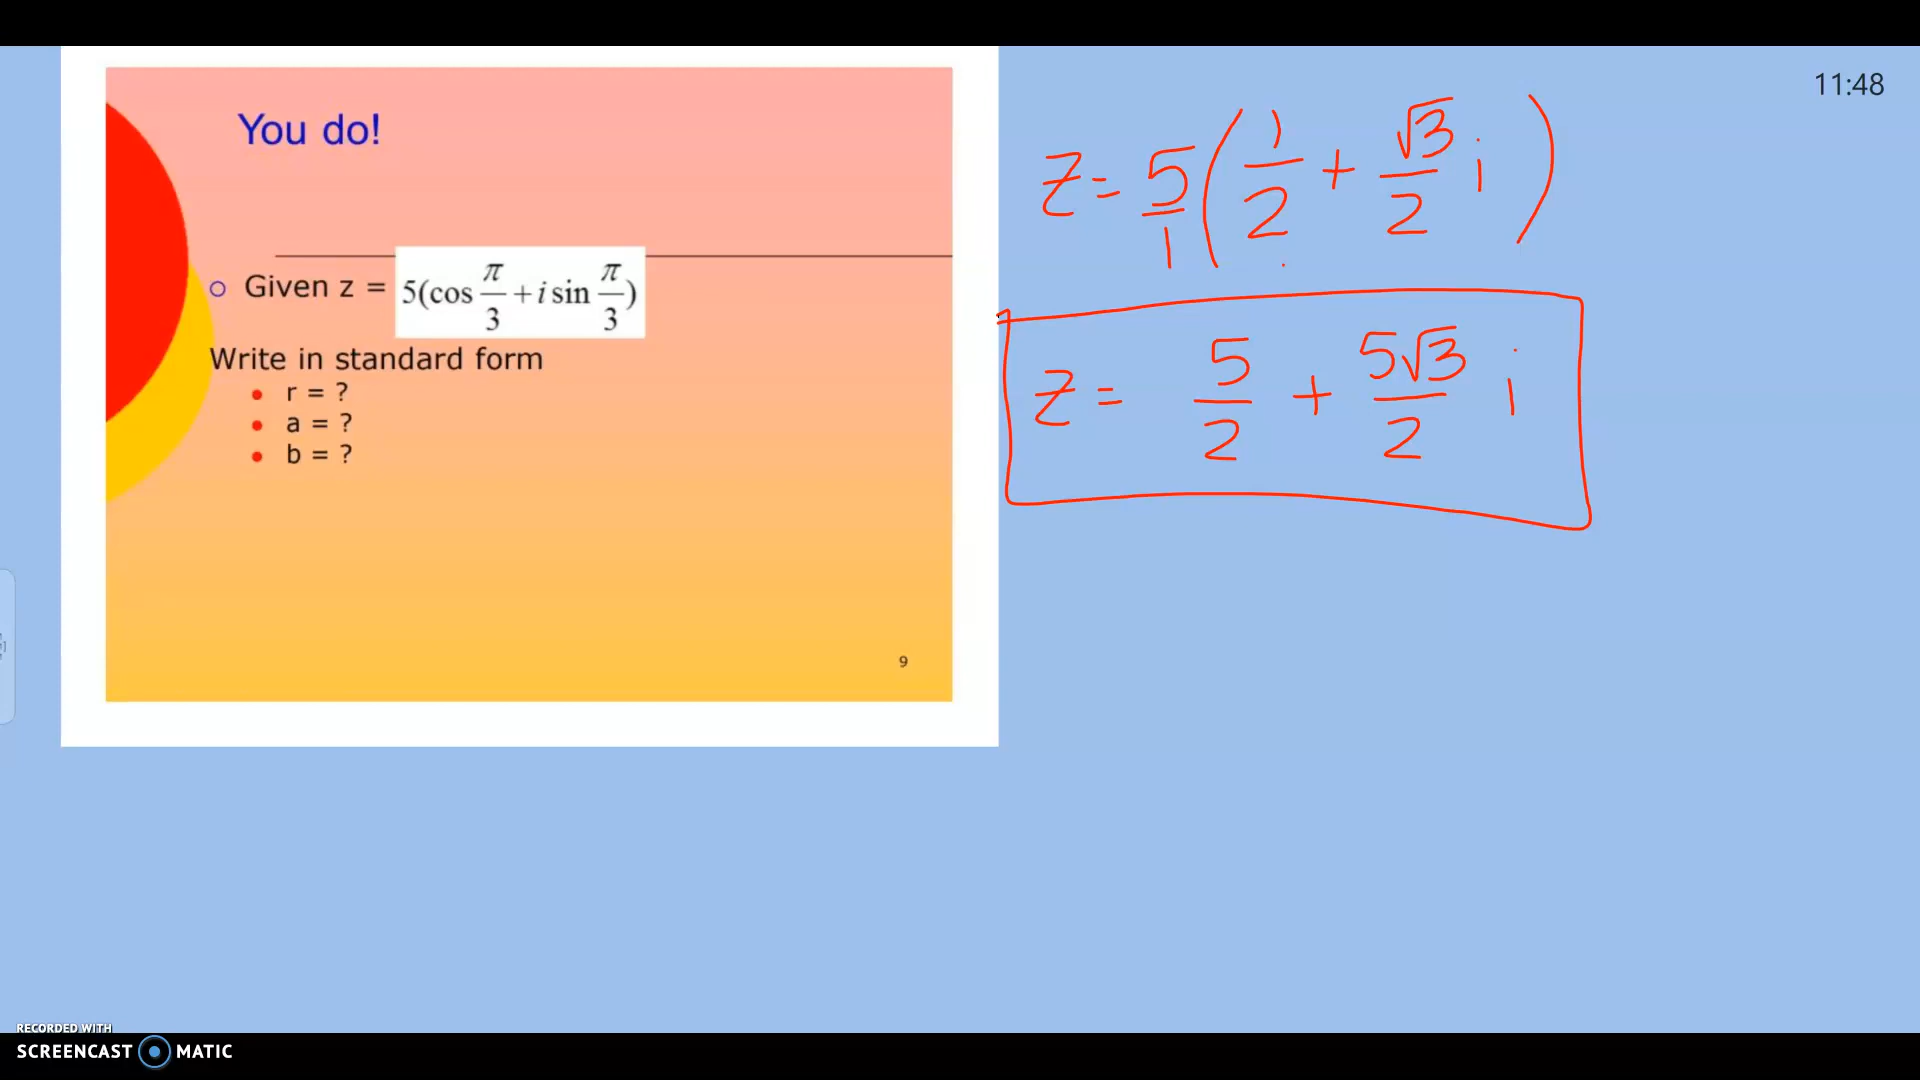 You do!
Given z = 5(cos π/3 + i sin π/3)
Write in standard form
r = ?
a = ?
b = ?
9
11:48
z = 5/1 ( 1/2 + √3/2 i )
z = 5/2 + 5√3/2 i
RECORDED WITH
SCREENCAST MATIC